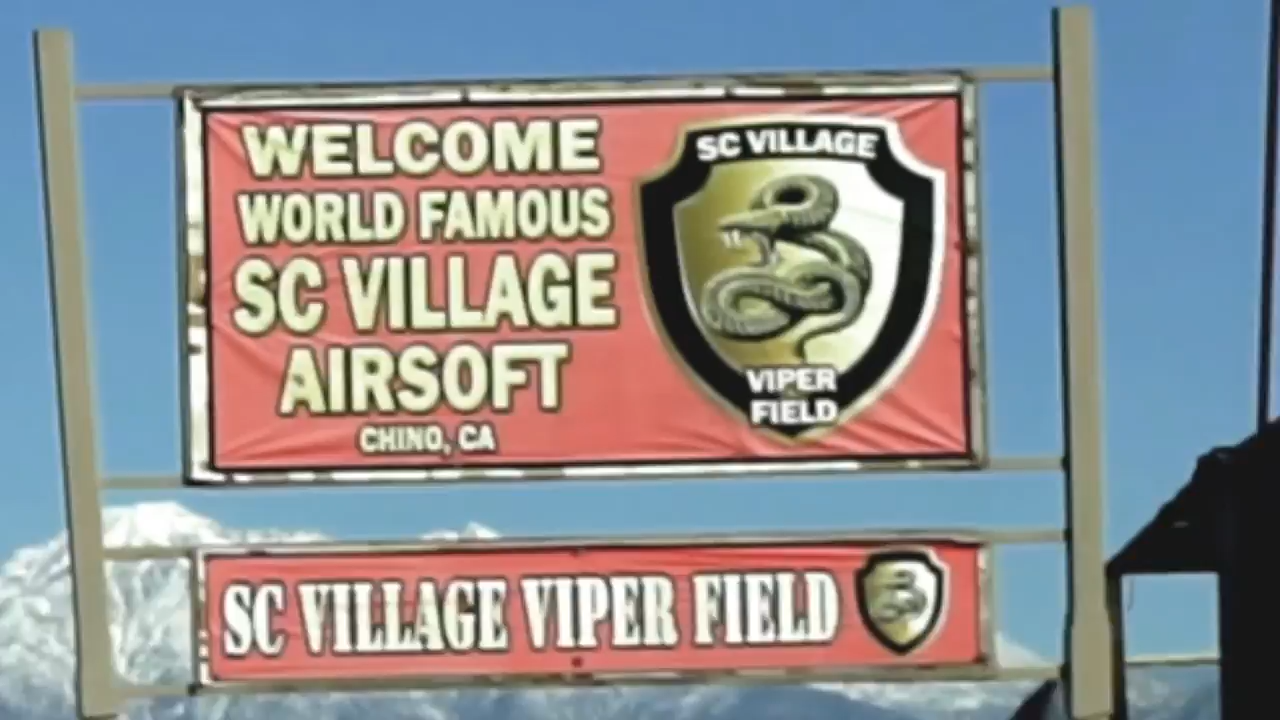 WELCOME
WORLD FAMOUS
SC VILLAGE
AIRSOFT
CHINO, CA
SC VILLAGE
VIPER
FIELD
SC VILLAGE VIPER FIELD